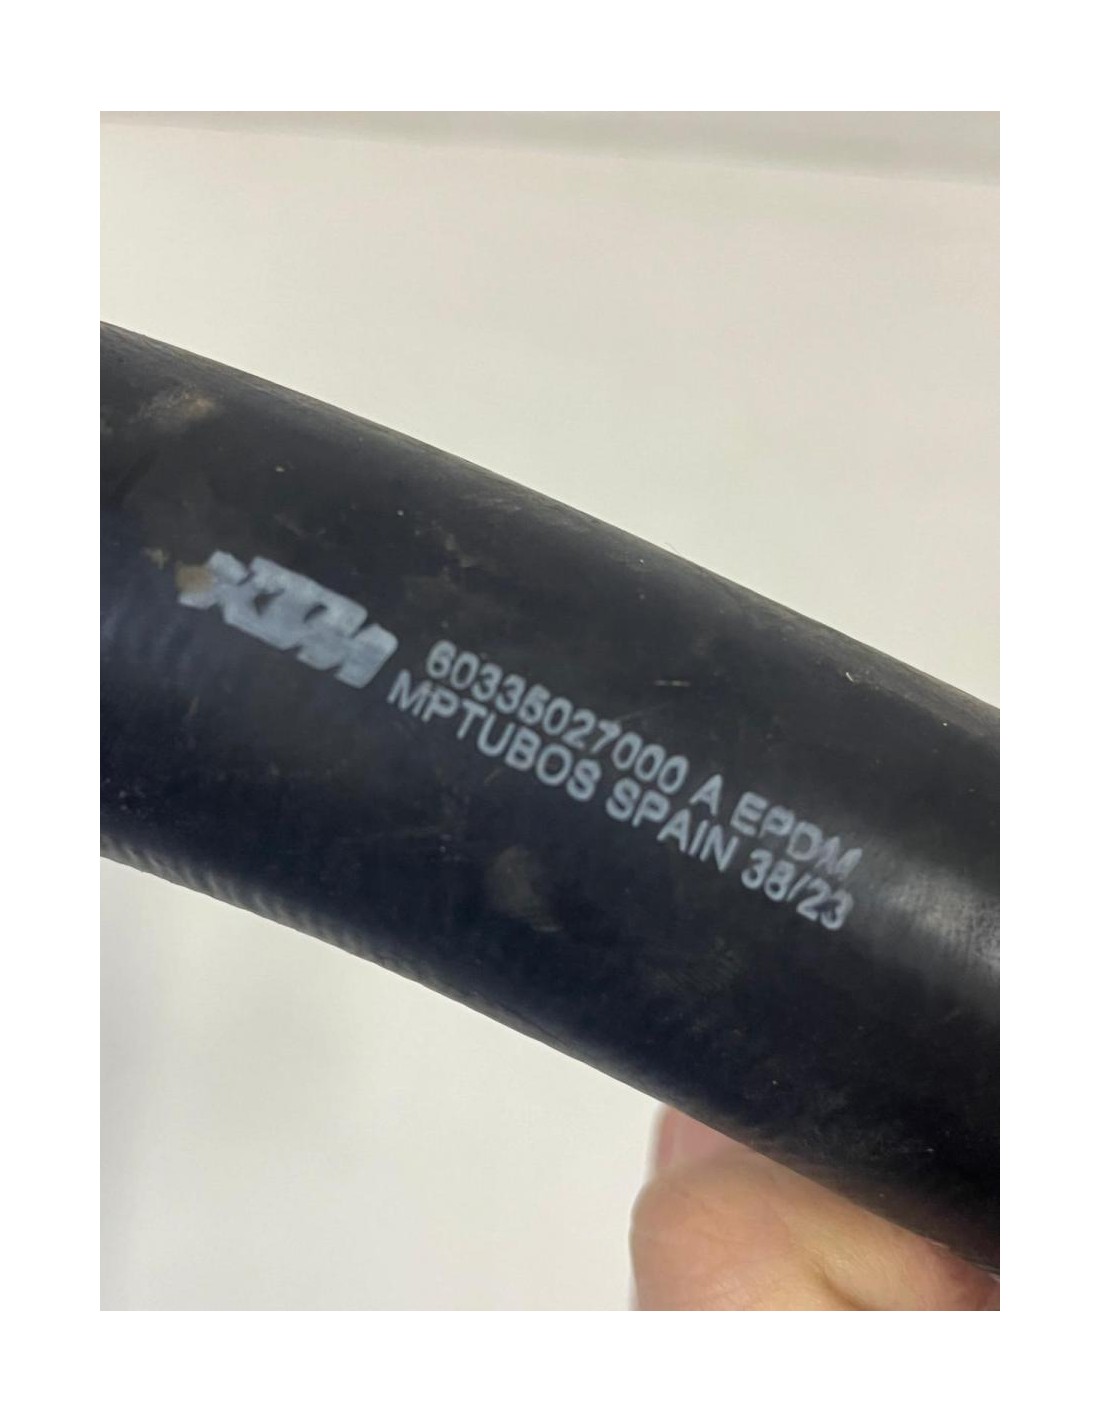 KTM
60335027000 A EPDM
MPTUBOS SPAIN 38/23